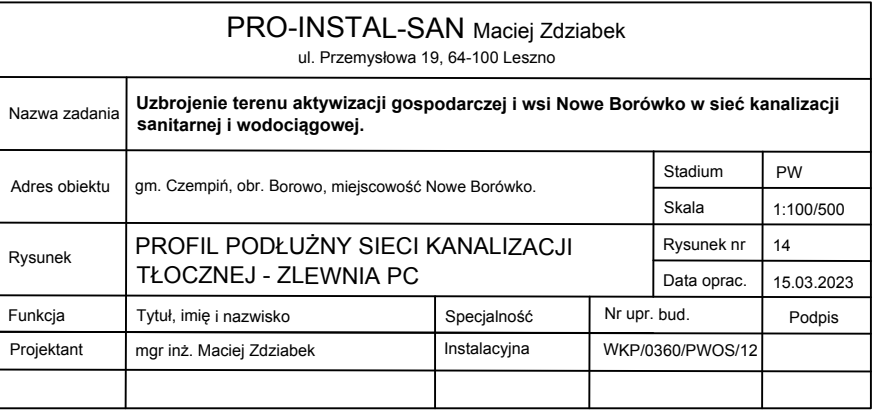 PRO-INSTAL-SAN Maciej Zdziabek
ul. Przemysłowa 19, 64-100 Leszno
Nazwa zadania
Uzbrojenie terenu aktywizacji gospodarczej i wsi Nowe Borówko w sieć kanalizacji
sanitarnej i wodociągowej.
Adres obiektu
gm. Czempiń, obr. Borowo, miejscowość Nowe Borówko.
Stadium PW
Skala 1:100/500
Rysunek
PROFIL PODŁUŻNY SIECI KANALIZACJI
TŁOCZNEJ - ZLEWNIA PC
Rysunek nr 14
Data oprac. 15.03.2023
Funkcja Tytuł, imię i nazwisko Specjalność Nr upr. bud. Podpis
Projektant mgr inż. Maciej Zdziabek Instalacyjna WKP/0360/PWOS/12